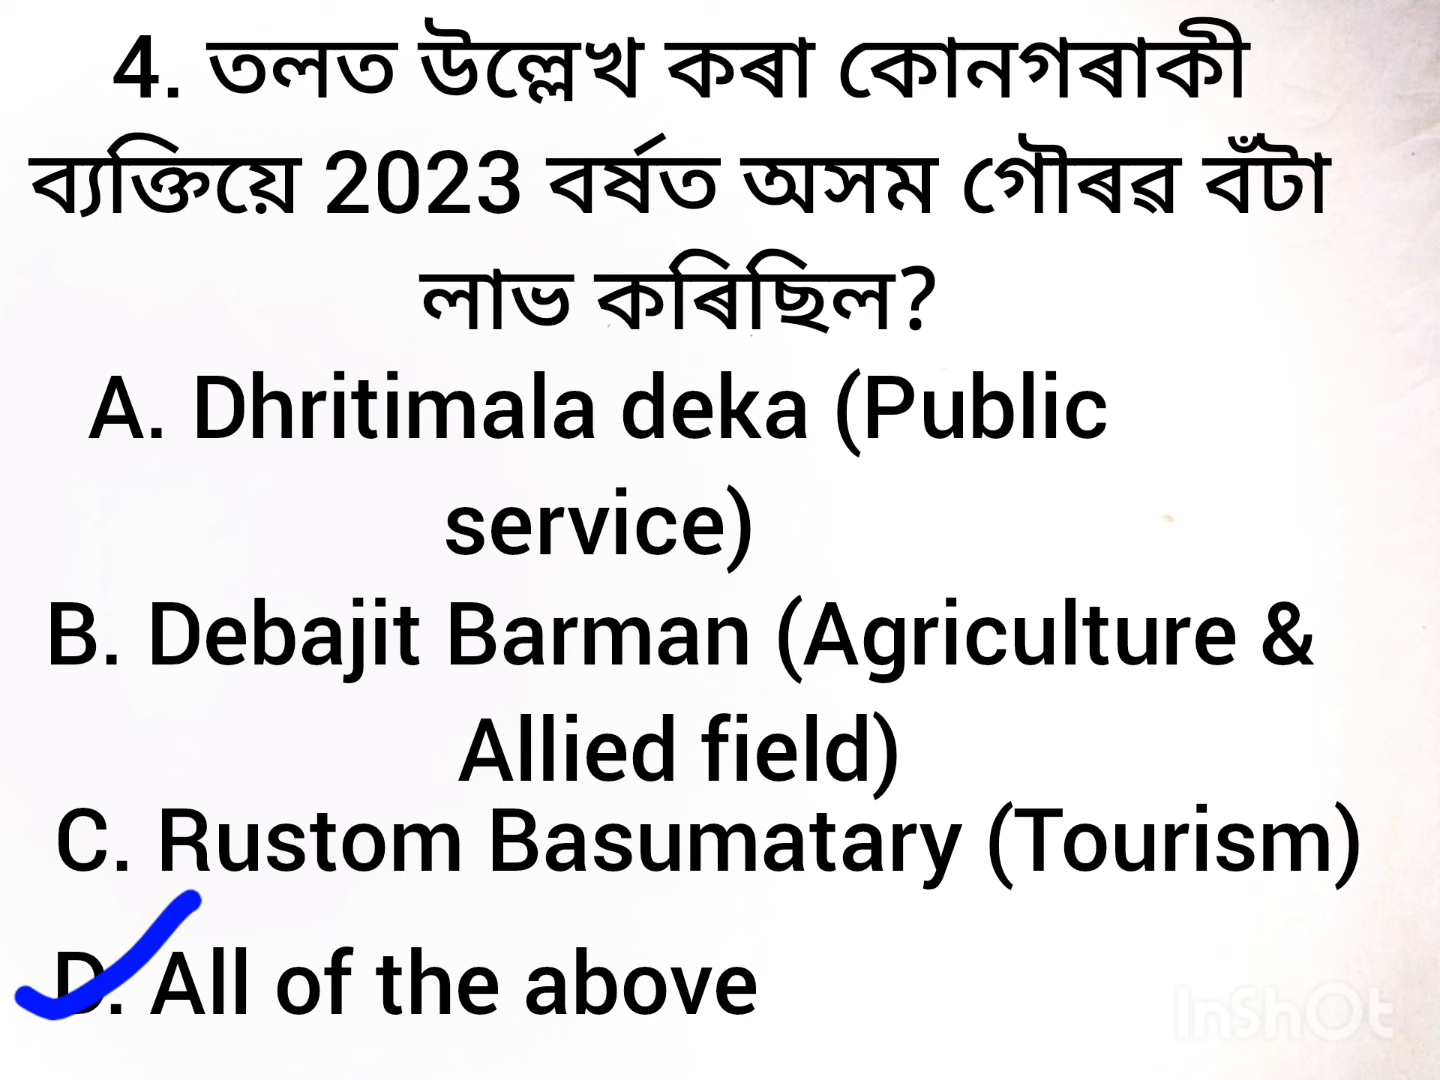 4. তলত উল্লেখ কৰা কোনগৰাকী
ব্যক্তিয়ে 2023 বৰ্ষত অসম গৌৰৱ বঁটা
লাভ কৰিছিল?
A. Dhritimala deka (Public
service)
B. Debajit Barman (Agriculture &
Allied field)
C. Rustom Basumatary (Tourism)
D. All of the above
InShOt